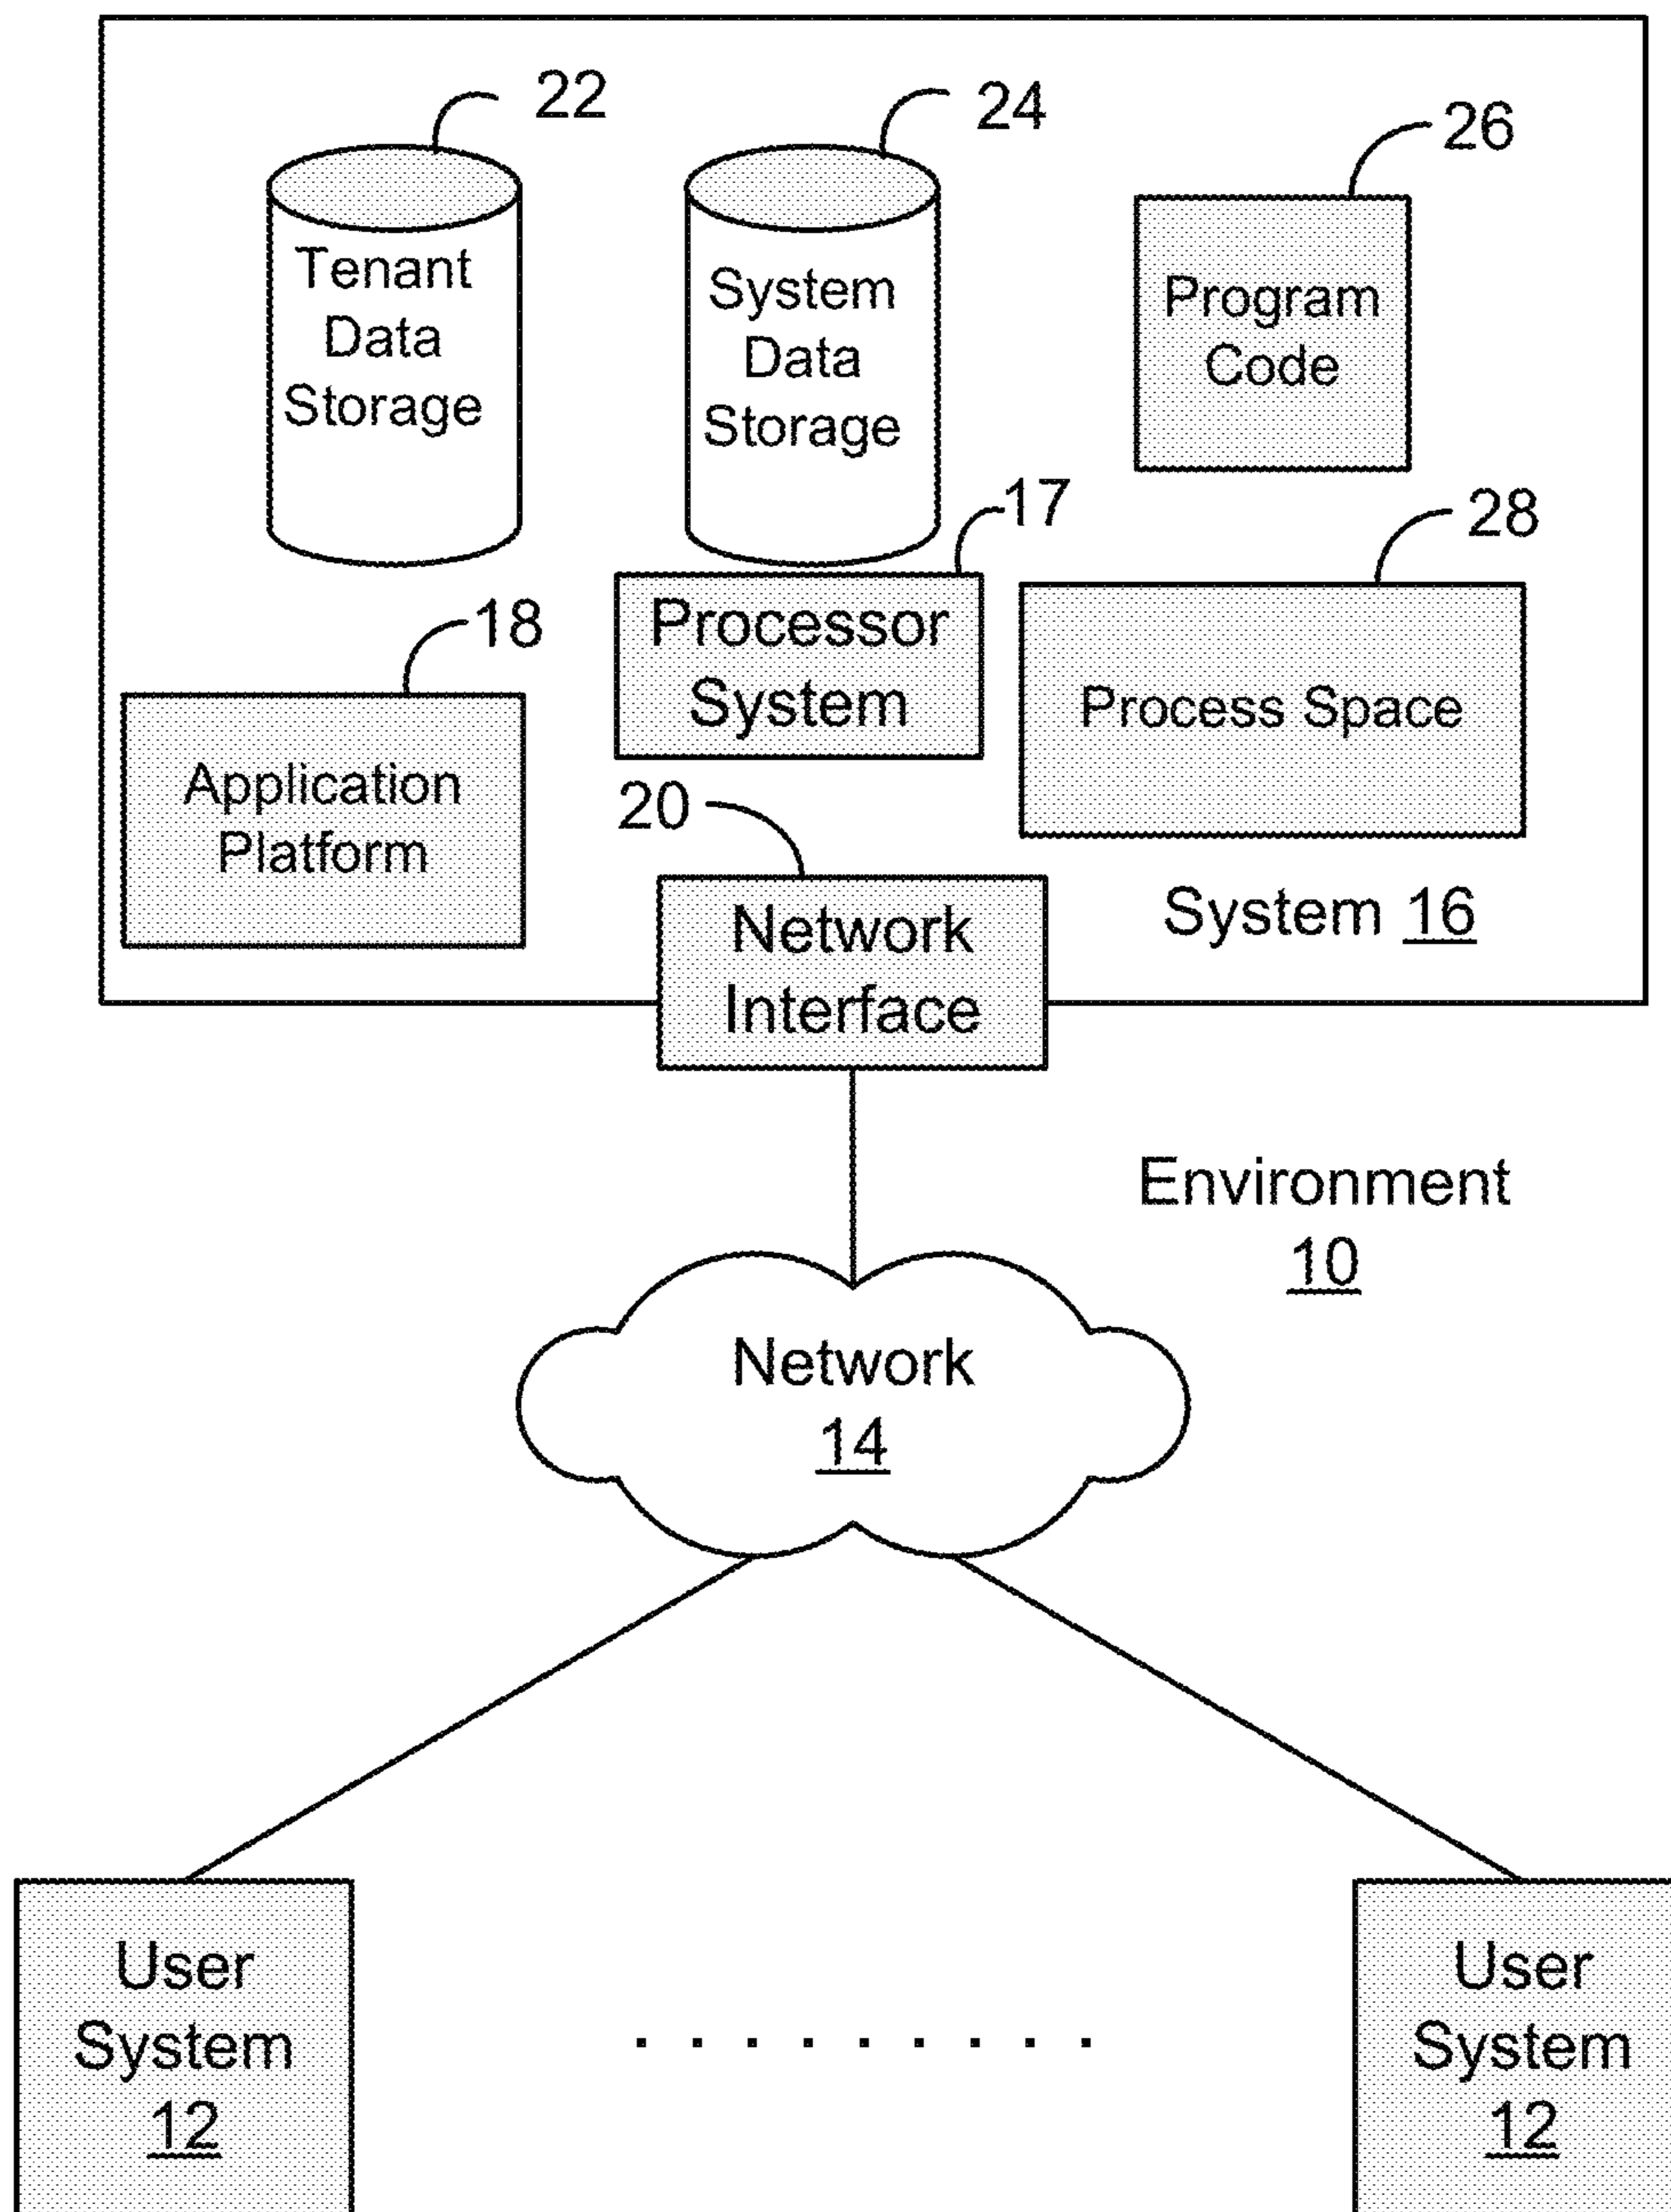 22
24
26
Tenant
Data
Storage
System
Data
Storage
Program
Code
17
28
18
Processor
System
Process Space
Application
Platform
20
Network
Interface
System 16
Environment
10
Network
14
User
System
12
User
System
12